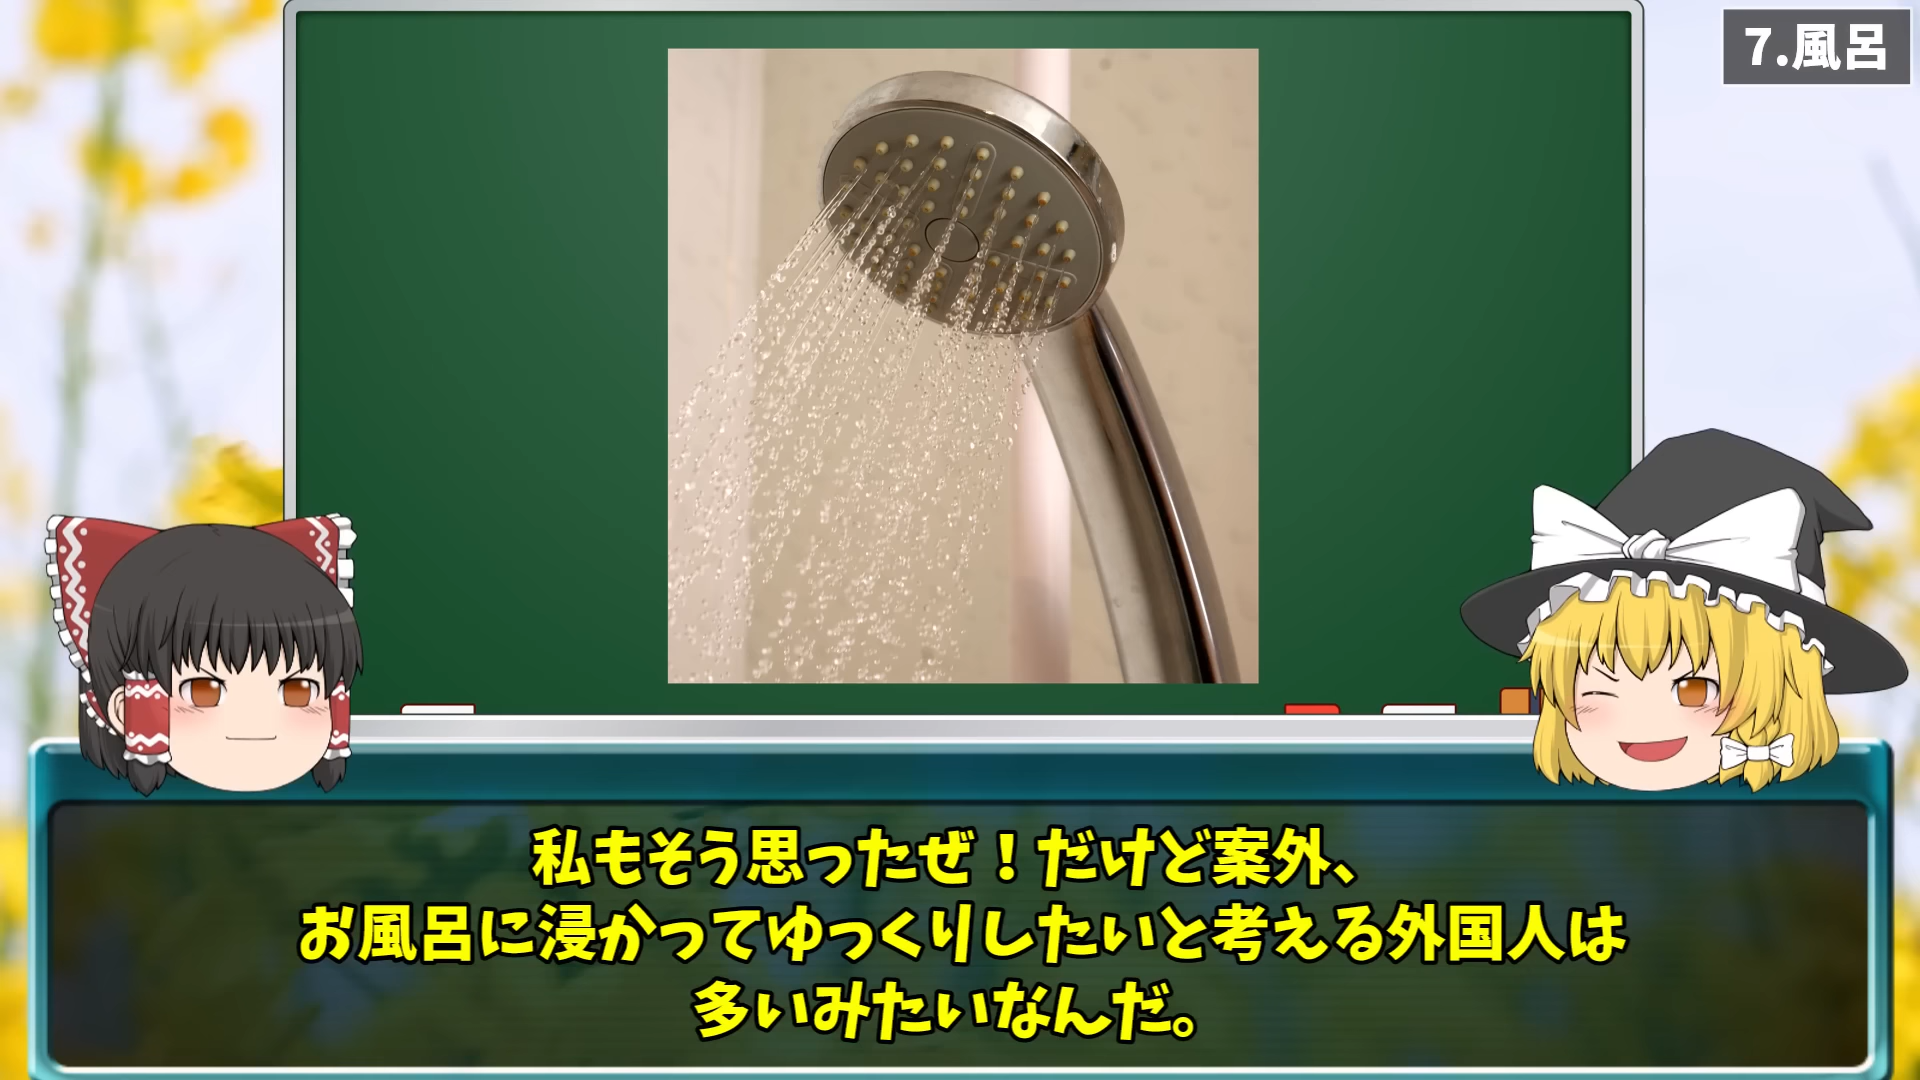 7.風呂
私もそう思ったぜ！だけど案外、
お風呂に浸かってゆっくりしたいと考える外国人は
多いみたいなんだ。